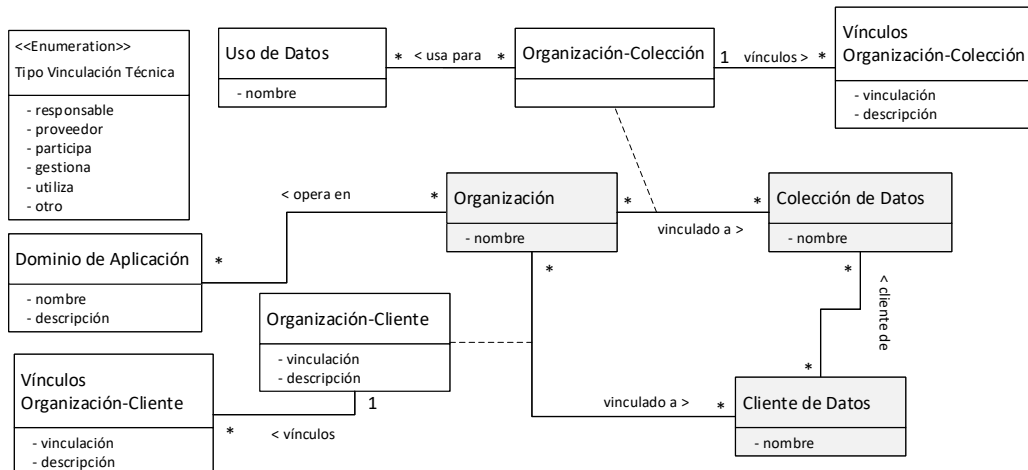 <<Enumeration>>
Tipo Vinculación Técnica
- responsable
- proveedor
- participa
- gestiona
- utiliza
- otro
Uso de Datos
- nombre
* < usa para *
Organización-Colección
1 vínculos > *
Vínculos
Organización-Colección
- vinculación
- descripción
< opera en *
*
Organización
- nombre
* *
vinculado a >
Colección de Datos
- nombre
Dominio de Aplicación
- nombre
- descripción
*
*
< cliente de
*
Organización-Cliente
- vinculación
- descripción
1
Vínculos
Organización-Cliente
- vinculación
- descripción
* < vínculos
vinculado a > *
Cliente de Datos
- nombre